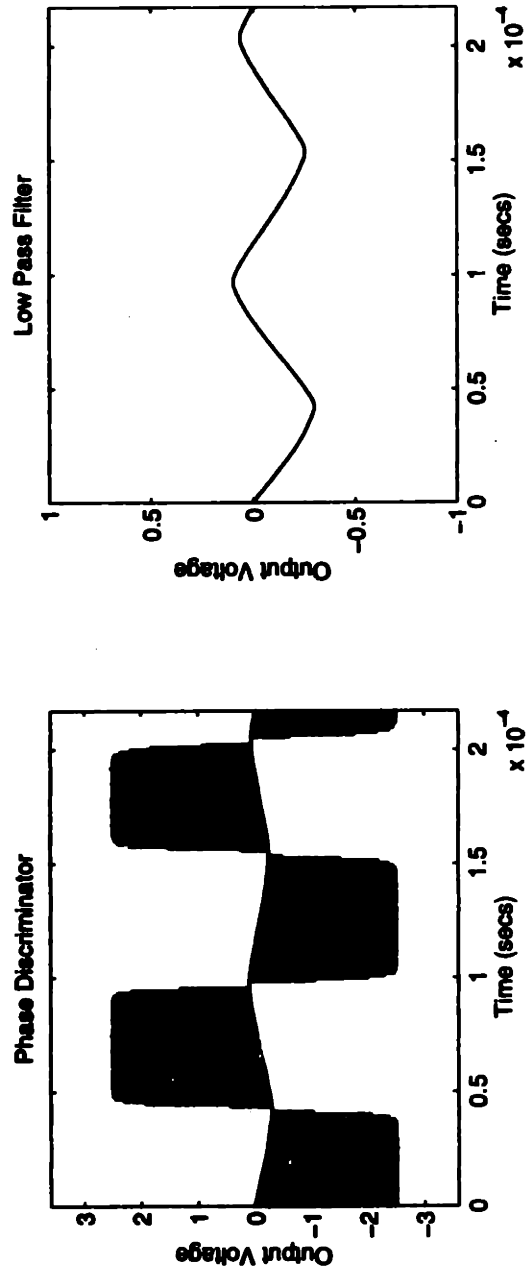 Phase Discriminator
Output Voltage
3
2
1
0
-1
-2
-3
0
0.5
1
1.5
2
x 10^-4
Time (secs)
Low Pass Filter
Output Voltage
1
0.5
0
-0.5
-1
0
0.5
1
1.5
2
x 10^-4
Time (secs)